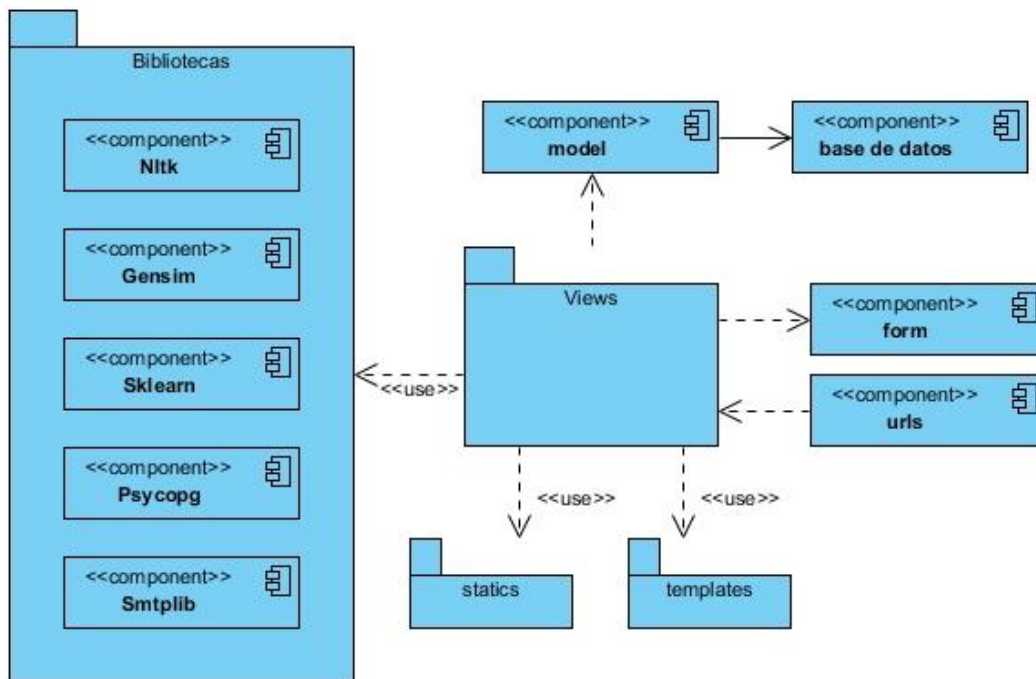 Bibliotecas
<<component>>
Nltk
<<component>>
Gensim
<<component>>
Sklearn
<<component>>
Psycopg
<<component>>
Smtplib
<<component>>
model
<<component>>
base de datos
Views
<<component>>
form
<<component>>
urls
<<use>>
<<use>>
<<use>>
statics
templates